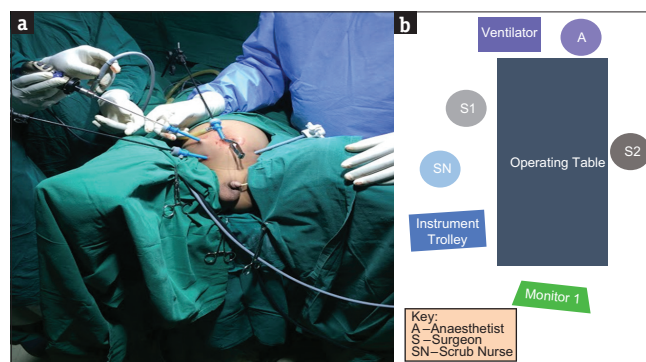 a
b
Ventilator
A
S1
S2
SN
Operating Table
Instrument
Trolley
Monitor 1
Key:
A–Anaesthetist
S–Surgeon
SN–Scrub Nurse